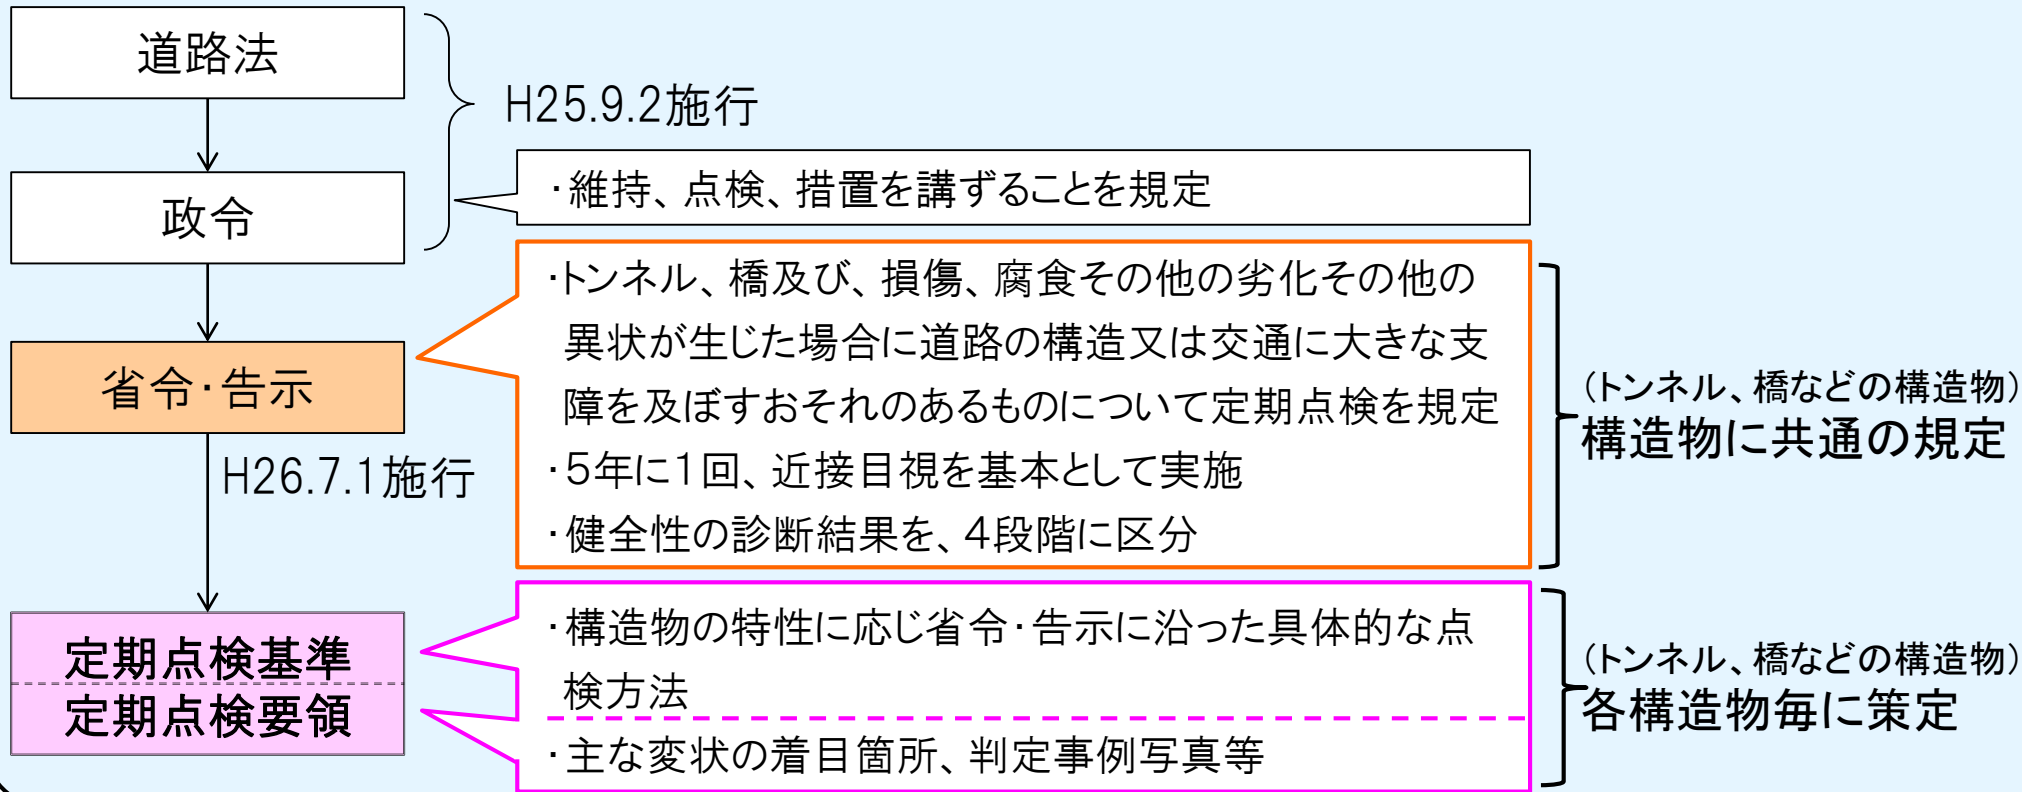 道路法
H25.9.2施行
政令
・維持、点検、措置を講ずることを規定
省令・告示
・トンネル、橋及び、損傷、腐食その他の劣化その他の
異状が生じた場合に道路の構造又は交通に大きな支
障を及ぼすおそれのあるものについて定期点検を規定
・5年に1回、近接目視を基本として実施
・健全性の診断結果を、4段階に区分
(トンネル、橋などの構造物)
構造物に共通の規定
H26.7.1施行
定期点検基準
定期点検要領
・構造物の特性に応じ省令・告示に沿った具体的な点
検方法
・主な変状の着目箇所、判定事例写真等
(トンネル、橋などの構造物)
各構造物毎に策定